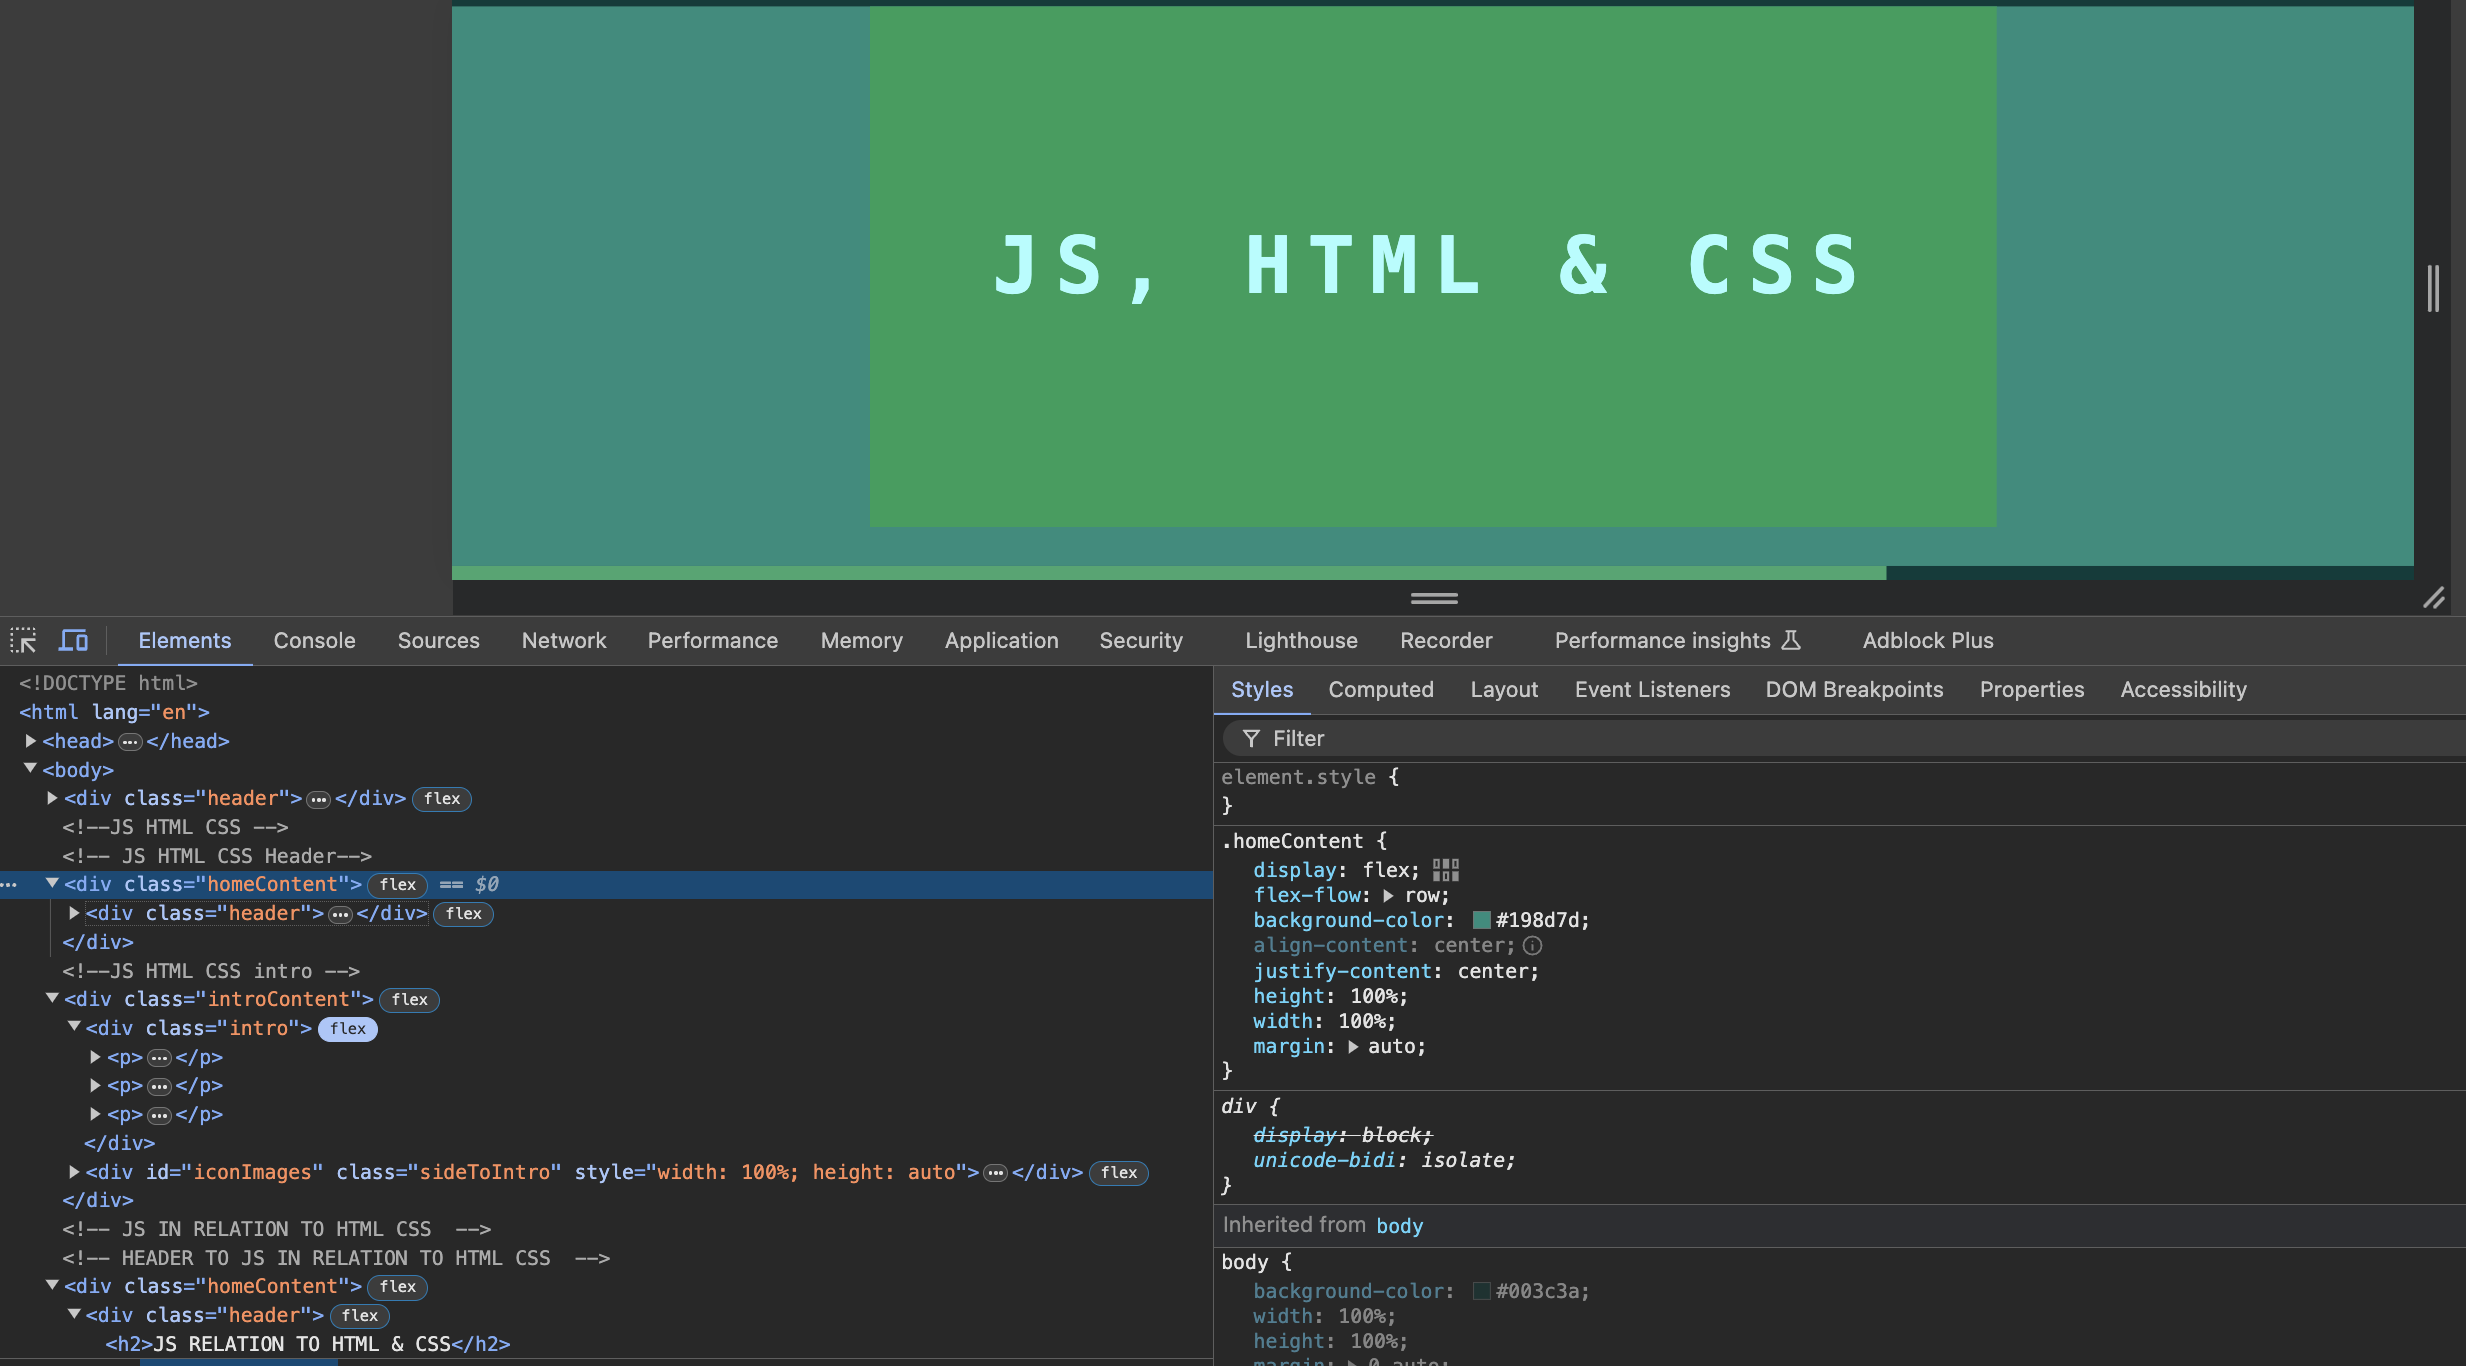 JS, HTML & CSS
Elements Console Sources Network Performance Memory Application Security Lighthouse Recorder Performance insights Adblock Plus
<!DOCTYPE html>
<html lang="en">
<head>…</head>
<body>
<div class="header">…</div> flex
<!--JS HTML CSS -->
<!-- JS HTML CSS Header-->
… <div class="homeContent"> flex == $0
<div class="header">…</div> flex
</div>
<!--JS HTML CSS intro -->
<div class="introContent"> flex
<div class="intro"> flex
<p>…</p>
<p>…</p>
<p>…</p>
</div>
<div id="iconImages" class="sideToIntro" style="width: 100%; height: auto">…</div> flex
</div>
<!-- JS IN RELATION TO HTML CSS  -->
<!-- HEADER TO JS IN RELATION TO HTML CSS  -->
<div class="homeContent"> flex
<div class="header"> flex
<h2>JS RELATION TO HTML & CSS</h2>
Styles Computed Layout Event Listeners DOM Breakpoints Properties Accessibility
Filter
element.style {
}
.homeContent {
display: flex;
flex-flow: row;
background-color: #198d7d;
align-content: center;
justify-content: center;
height: 100%;
width: 100%;
margin: auto;
}
div {
display: block;
unicode-bidi: isolate;
}
Inherited from body
body {
background-color: #003c3a;
width: 100%;
height: 100%;
margin: 0 auto;